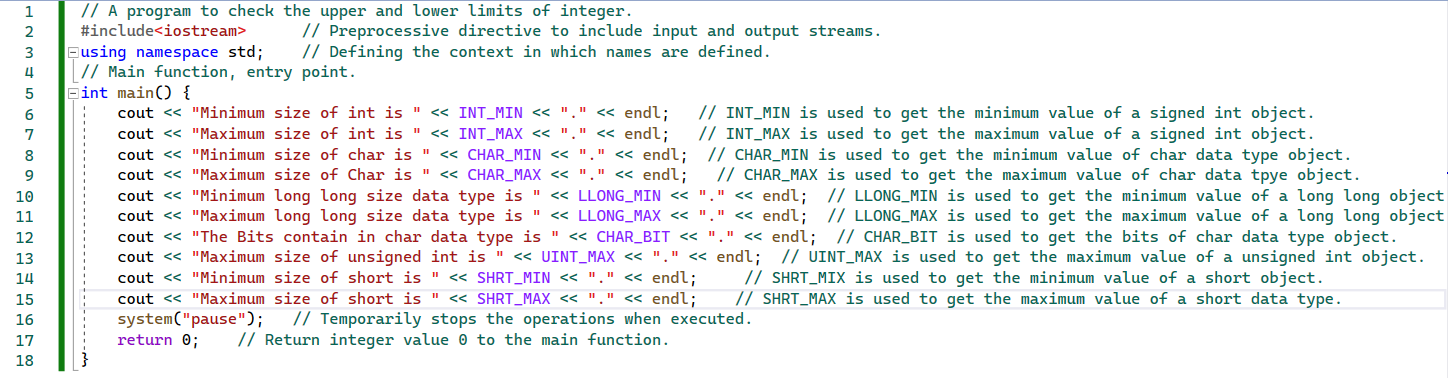 1 // A program to check the upper and lower limits of integer.
2 #include<iostream> // Preprocessive directive to include input and output streams.
3 using namespace std; // Defining the context in which names are defined.
4 // Main function, entry point.
5 int main() {
6 cout << "Minimum size of int is " << INT_MIN << "." << endl; // INT_MIN is used to get the minimum value of a signed int object.
7 cout << "Maximum size of int is " << INT_MAX << "." << endl; // INT_MAX is used to get the maximum value of a signed int object.
8 cout << "Minimum size of char is " << CHAR_MIN << "." << endl; // CHAR_MIN is used to get the minimum value of char data type object.
9 cout << "Maximum size of Char is " << CHAR_MAX << "." << endl; // CHAR_MAX is used to get the maximum value of char data tpye object.
10 cout << "Minimum long long size data type is " << LLONG_MIN << "." << endl; // LLONG_MIN is used to get the minimum value of a long long object
11 cout << "Maximum long long size data type is " << LLONG_MAX << "." << endl; // LLONG_MAX is used to get the maximum value of a long long object
12 cout << "The Bits contain in char data type is " << CHAR_BIT << "." << endl; // CHAR_BIT is used to get the bits of char data type object.
13 cout << "Maximum size of unsigned int is " << UINT_MAX << "." << endl; // UINT_MAX is used to get the maximum value of a unsigned int object.
14 cout << "Minimum size of short is " << SHRT_MIN << "." << endl; // SHRT_MIX is used to get the minimum value of a short object.
15 cout << "Maximum size of short is " << SHRT_MAX << "." << endl; // SHRT_MAX is used to get the maximum value of a short data type.
16 system("pause"); // Temporarily stops the operations when executed.
17 return 0; // Return integer value 0 to the main function.
18 }